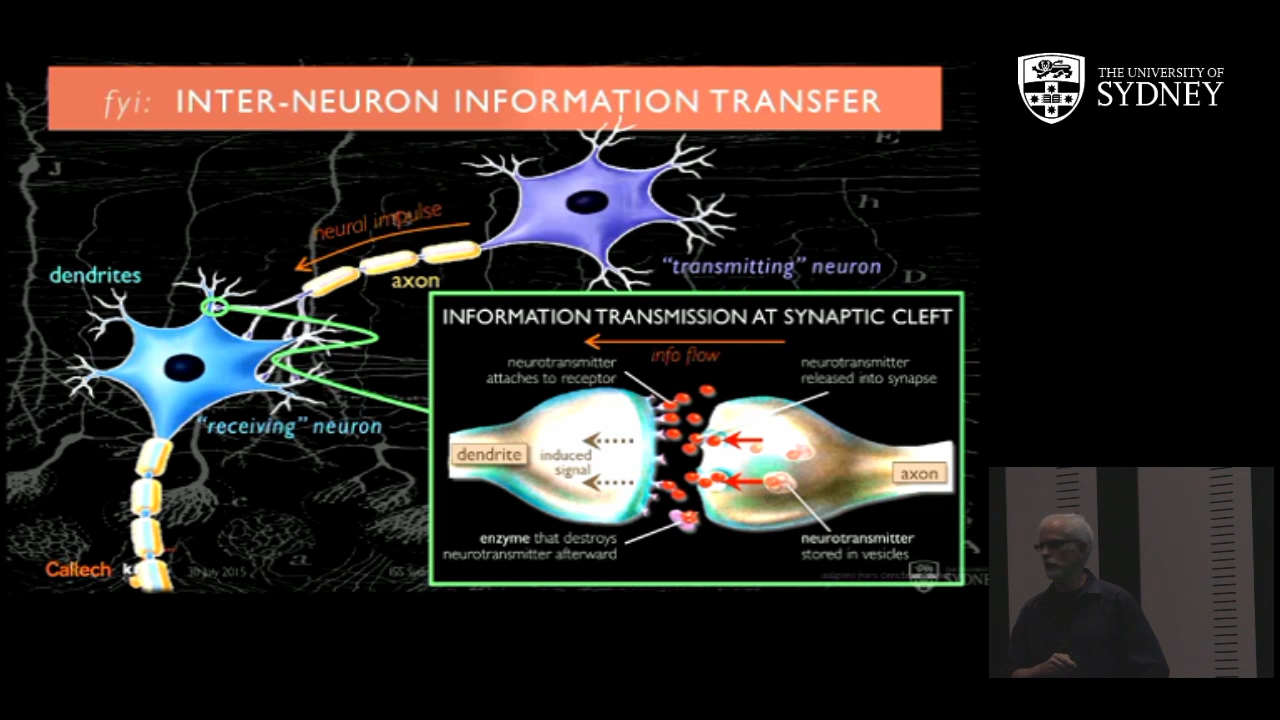 fyi: INTER-NEURON INFORMATION TRANSFER
THE UNIVERSITY OF
SYDNEY
J
E
h
D
neural impulse
"transmitting" neuron
dendrites
axon
INFORMATION TRANSMISSION AT SYNAPTIC CLEFT
info flow
neurotransmitter
attaches to receptor
neurotransmitter
released into synapse
"receiving" neuron
dendrite
induced
signal
axon
enzyme that destroys
neurotransmitter afterward
neurotransmitter
stored in vesicles
c
a
Caltech
30 July 2015
ISS
SYDNEY